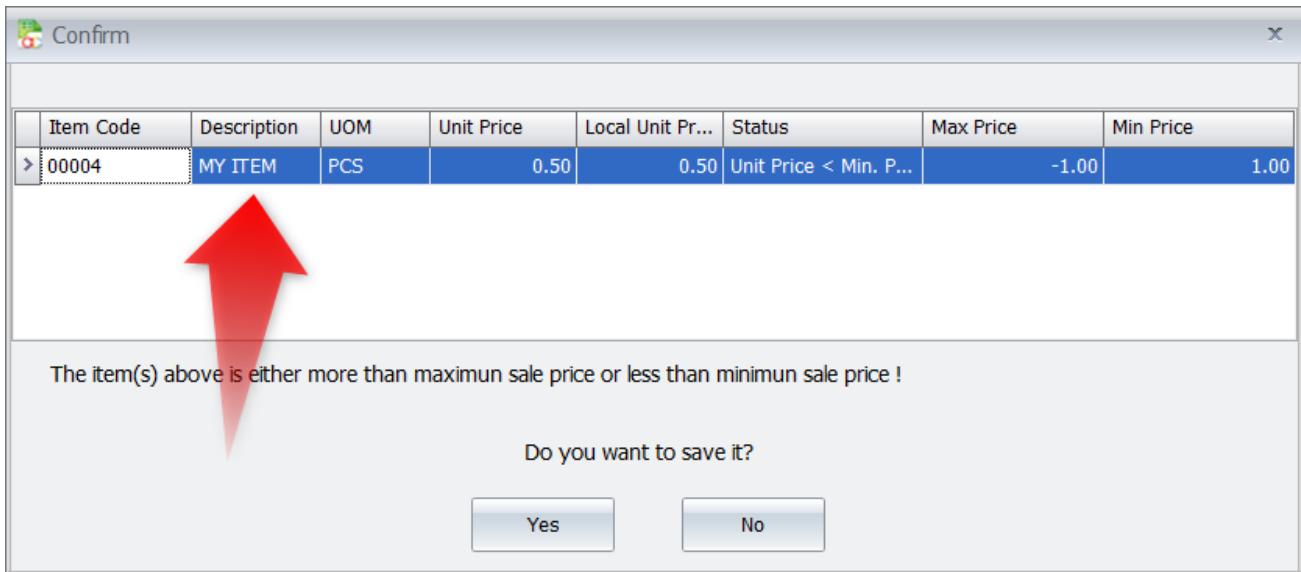 Confirm
Item Code Description UOM Unit Price Local Unit Pr... Status Max Price Min Price
00004 MY ITEM PCS 0.50 0.50 Unit Price < Min. P... -1.00 1.00
The item(s) above is either more than maximun sale price or less than minimun sale price !
Do you want to save it?
Yes No